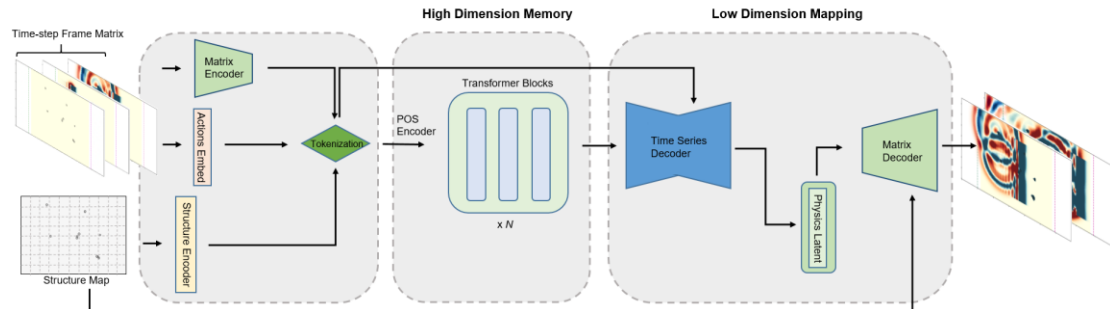 High Dimension Memory
Low Dimension Mapping
Time-step Frame Matrix
Matrix
Encoder
Actions Embed
Structure Encoder
Structure Map
Tokenization
POS
Encoder
Transformer Blocks
x N
Time Series
Decoder
Physics Latent
Matrix
Decoder